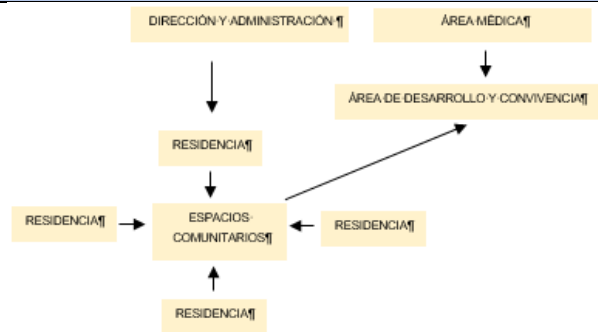 DIRECCIÓN Y ADMINISTRACIÓN ¶
ÁREA MÉDICA¶
ÁREA DE DESARROLLO Y CONVIVENCIA¶
RESIDENCIA¶
RESIDENCIA¶
ESPACIOS
COMUNITARIOS¶
RESIDENCIA¶
RESIDENCIA¶